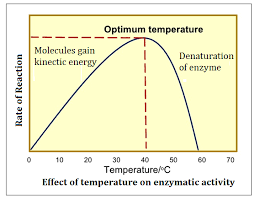 Optimum temperature
Molecules gain
kinectic energy
Denaturation
of enzyme
Rate of Reaction
0 10 20 30 40 50 60 70
Temperature/°C
Effect of temperature on enzymatic activity